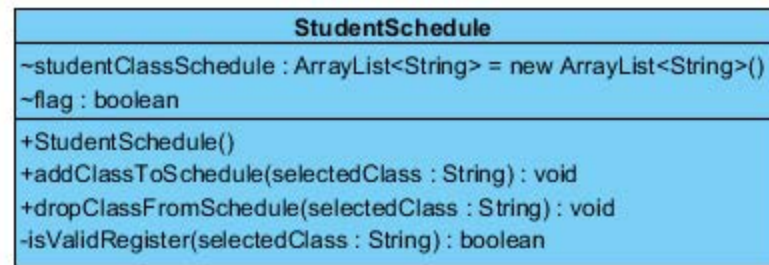 StudentSchedule
~studentClassSchedule : ArrayList<String> = new ArrayList<String>()
~flag : boolean
+StudentSchedule()
+addClassToSchedule(selectedClass : String) : void
+dropClassFromSchedule(selectedClass : String) : void
-isValidRegister(selectedClass : String) : boolean